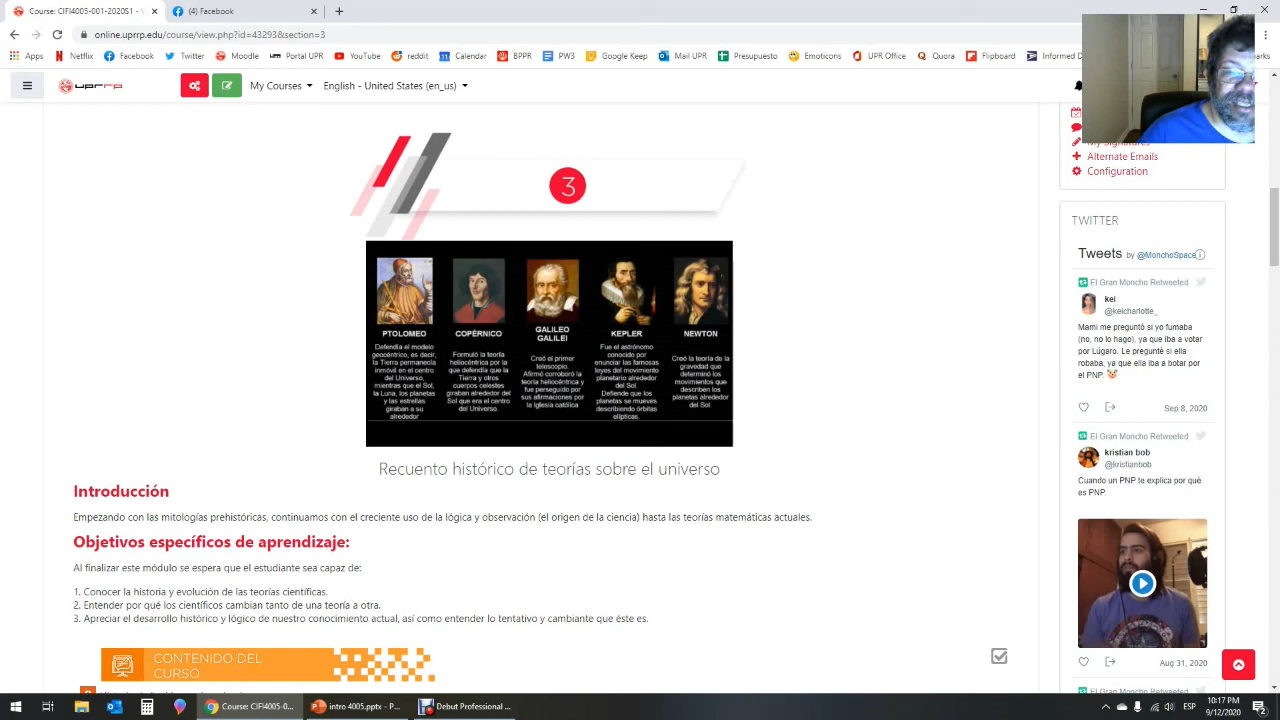 Course: CIFI4005-001-2020S1 - V
(3) Facebook
online.uprrp.edu/course/view.php?id=43293&section=3
Apps
Netflix
Facebook
Twitter
Moodle
Portal UPR
YouTube
reddit
Calendar
BPPR
PW3
Google Keep
Mail UPR
Presupuesto
Emoticons
UPR Office
Quora
Flipboard
Informed D
marks
uprrp
My Courses
English - United States (en_us)
My Signatures
Alternate Emails
Configuration
3
PTOLOMEO
Defendía el modelo
geocéntrico, es decir,
la Tierra permanecía
inmóvil en el centro
del Universo,
mientras que el Sol,
la Luna, los planetas
y las estrellas
giraban a su
alrededor
COPÉRNICO
Formuló la teoría
heliocéntrica por la
que defendía que la
Tierra y otros
cuerpos celestes
giraban alrededor del
Sol que era el centro
del Universo.
GALILEO
GALILEI
Creó el primer
telescopio.
Afirmó corroboró la
teoría heliocéntrica y
fue perseguido por
sus afirmaciones por
la Iglesia católica
KEPLER
Fue el astrónomo
conocido por
enunciar las famosas
leyes del movimiento
planetario alrededor
del Sol.
Defiende que los
planetas se mueves
describiendo órbitas
elípticas.
NEWTON
Creó la teoría de la
gravedad que
determinó los
movimientos que
describen los
planetas alrededor
del Sol.
Recuento histórico de teorías sobre el universo
Introducción
Empezando con las mitologías prehistóricas, continuamos con el creciente uso de la lógica y observación (el origen de la ciencia) hasta las teorías matemáticas actuales.
Objetivos específicos de aprendizaje:
Al finalizar este módulo se espera que el estudiante sea capaz de:
1. Conocer la historia y evolución de las teorías científicas.
2. Entender por qué los científicos cambian tanto de una teoría a otra.
3. Apreciar el desarrollo histórico y lógico de nuestro conocimiento actual, así como entender lo tentativo y cambiante que éste es.
CONTENIDO DEL
CURSO
TWITTER
Tweets by @MonchoSpace
El Gran Moncho Retweeted
kei
@keicharlotte_
Mami me preguntó si yo fumaba
(no, no lo hago), ya que iba a votar
por Lúgaro. Le pregunté si ella
robaba, ya que ella iba a votar por
el PNP.
Sep 8, 2020
El Gran Moncho Retweeted
kristian bob
@kristianbob
Cuando un PNP te explica por qué
es PNP.
Aug 31, 2020
El Gran Moncho Retweeted
Course: CIFI4005-0...
intro 4005.pptx - P...
Debut Professional ...
ESP
10:17 PM
9/12/2020
2